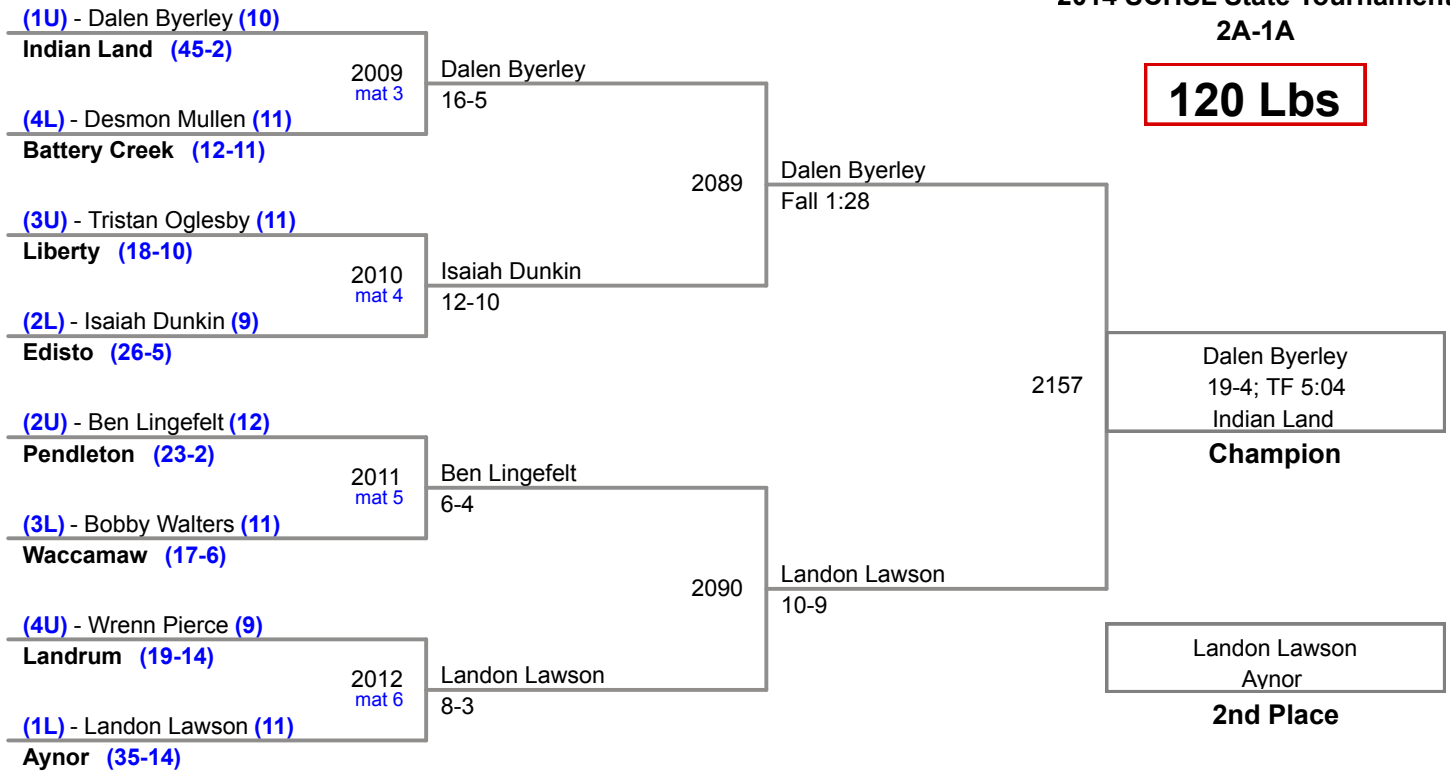 2014 SCHSL State Tournament
2A-1A
120 Lbs
(1U) - Dalen Byerley (10)
Indian Land (45-2)
2009
mat 3
(4L) - Desmon Mullen (11)
Battery Creek (12-11)
(3U) - Tristan Oglesby (11)
Liberty (18-10)
2010
mat 4
(2L) - Isaiah Dunkin (9)
Edisto (26-5)
(2U) - Ben Lingefelt (12)
Pendleton (23-2)
2011
mat 5
(3L) - Bobby Walters (11)
Waccamaw (17-6)
(4U) - Wrenn Pierce (9)
Landrum (19-14)
2012
mat 6
(1L) - Landon Lawson (11)
Aynor (35-14)
Dalen Byerley
16-5
2089
Isaiah Dunkin
12-10
Ben Lingefelt
6-4
2090
Landon Lawson
8-3
Dalen Byerley
Fall 1:28
2157
Landon Lawson
10-9
Dalen Byerley
19-4; TF 5:04
Indian Land
Champion
Landon Lawson
Aynor
2nd Place